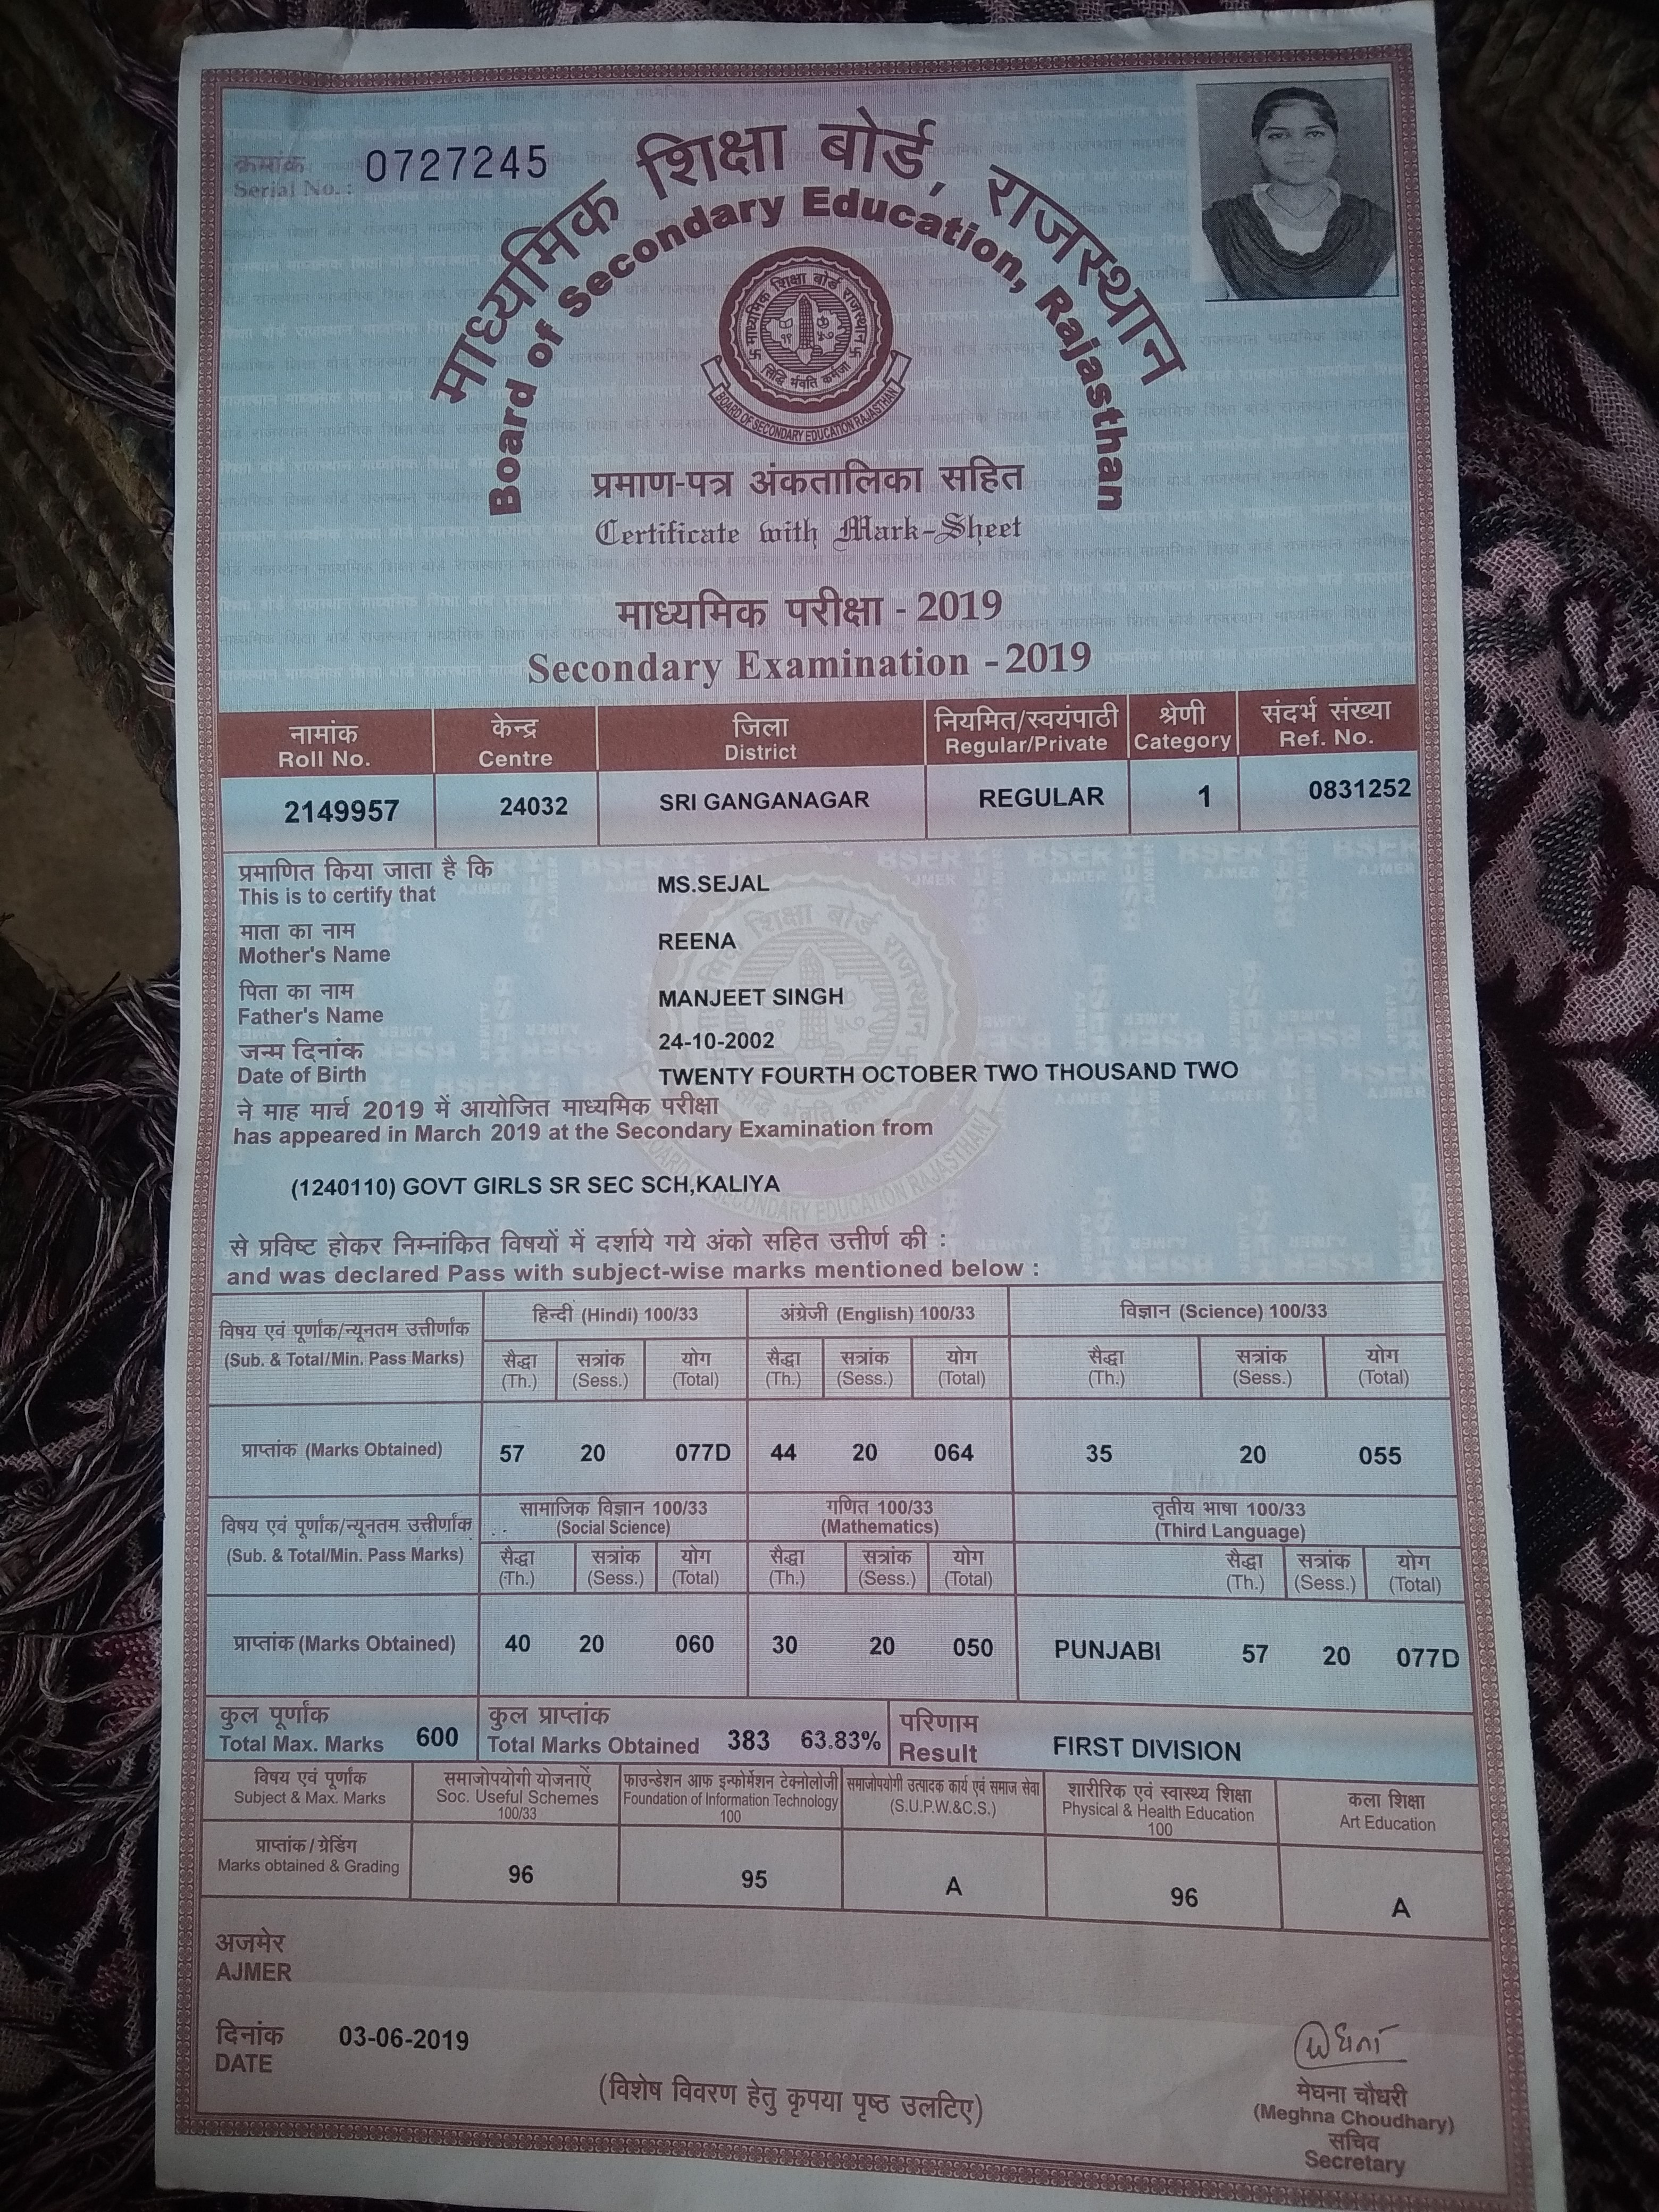 क्रमांक
Serial No. : 0727245
माध्यमिक शिक्षा बोर्ड, राजस्थान
Board of Secondary Education, Rajasthan
माध्यमिक शिक्षा बोर्ड राजस्थान
सिद्धि र्भवति कर्मजा
BOARD OF SECONDARY EDUCATION RAJASTHAN
प्रमाण-पत्र अंकतालिका सहित
Certificate with Mark-Sheet
माध्यमिक परीक्षा - 2019
Secondary Examination - 2019
नामांक केन्द्र जिला नियमित/स्वयंपाठी श्रेणी संदर्भ संख्या
Roll No. Centre District Regular/Private Category Ref. No.
2149957 24032 SRI GANGANAGAR REGULAR 1 0831252
प्रमाणित किया जाता है कि
This is to certify that MS.SEJAL
माता का नाम
Mother's Name REENA
पिता का नाम
Father's Name MANJEET SINGH
जन्म दिनांक 24-10-2002
Date of Birth TWENTY FOURTH OCTOBER TWO THOUSAND TWO
ने माह मार्च 2019 में आयोजित माध्यमिक परीक्षा
has appeared in March 2019 at the Secondary Examination from
(1240110) GOVT GIRLS SR SEC SCH,KALIYA
से प्रविष्ट होकर निम्नांकित विषयों में दर्शाये गये अंको सहित उत्तीर्ण की :
and was declared Pass with subject-wise marks mentioned below :
विषय एवं पूर्णांक/न्यूनतम उत्तीर्णांक हिन्दी (Hindi) 100/33 अंग्रेजी (English) 100/33 विज्ञान (Science) 100/33
(Sub. & Total/Min. Pass Marks) सैद्धा सत्रांक योग सैद्धा सत्रांक योग सैद्धा सत्रांक योग
(Th.) (Sess.) (Total) (Th.) (Sess.) (Total) (Th.) (Sess.) (Total)
प्राप्तांक (Marks Obtained) 57 20 077D 44 20 064 35 20 055
विषय एवं पूर्णांक/न्यूनतम उत्तीर्णांक सामाजिक विज्ञान 100/33 गणित 100/33 तृतीय भाषा 100/33
(Social Science) (Mathematics) (Third Language)
(Sub. & Total/Min. Pass Marks) सैद्धा सत्रांक योग सैद्धा सत्रांक योग सैद्धा सत्रांक योग
(Th.) (Sess.) (Total) (Th.) (Sess.) (Total) (Th.) (Sess.) (Total)
प्राप्तांक (Marks Obtained) 40 20 060 30 20 050 PUNJABI 57 20 077D
कुल पूर्णांक कुल प्राप्तांक परिणाम
Total Max. Marks 600 Total Marks Obtained 383 63.83% Result FIRST DIVISION
विषय एवं पूर्णांक समाजोपयोगी योजनाऐं फाउन्डेशन आफ इन्फोर्मेशन टेक्नोलोजी समाजोपयोगी उत्पादक कार्य एवं समाज सेवा शारीरिक एवं स्वास्थ्य शिक्षा कला शिक्षा
Subject & Max. Marks Soc. Useful Schemes Foundation of Information Technology (S.U.P.W.&C.S.) Physical & Health Education Art Education
100/33 100 100
प्राप्तांक / ग्रेडिंग
Marks obtained & Grading 96 95 A 96 A
अजमेर
AJMER
दिनांक 03-06-2019
DATE
(विशेष विवरण हेतु कृपया पृष्ठ उलटिए)
मेघना चौधरी
(Meghna Choudhary)
सचिव
Secretary